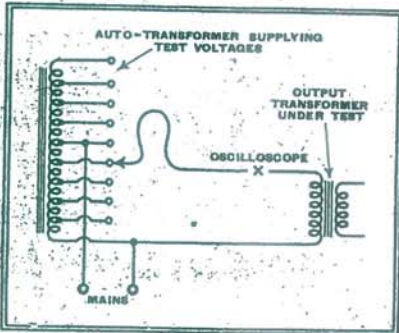 AUTO-TRANSFORMER SUPPLYING
TEST VOLTAGES
OUTPUT
TRANSFORMER
UNDER TEST
OSCILLOSCOPE
MAINS